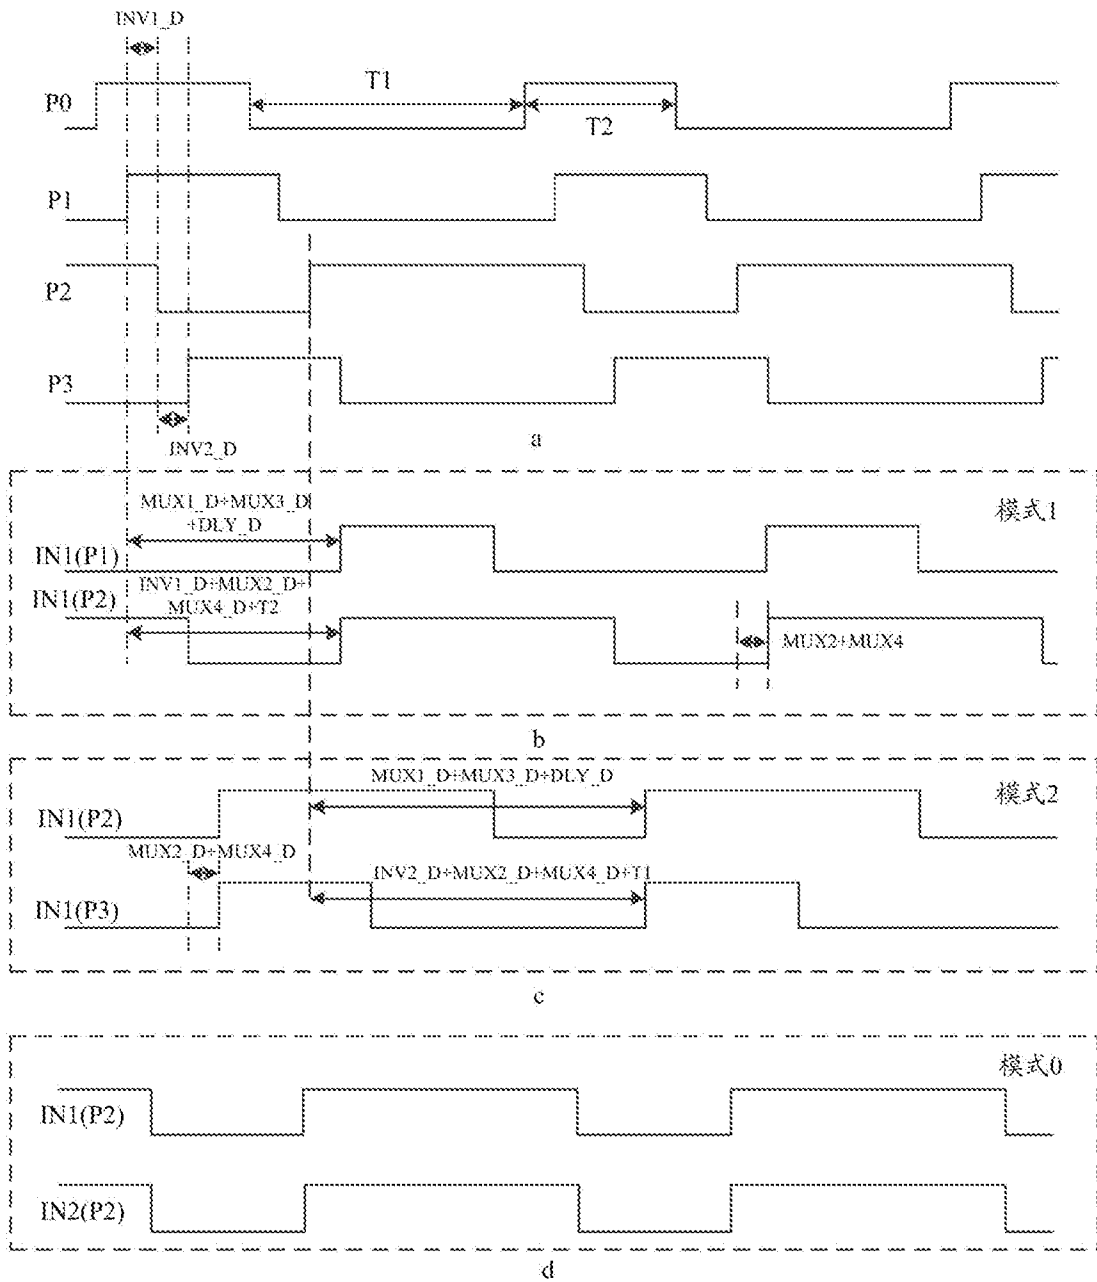 INV1_D
P0
T1
T2
P1
P2
P3
INV2_D
a
模式1
MUX1_D+MUX3_D
+DLY_D
IN1(P1)
INV1_D+MUX2_D+
MUX4_D+T2
IN1(P2)
MUX2+MUX4
b
模式2
MUX1_D+MUX3_D+DLY_D
IN1(P2)
MUX2_D+MUX4_D
INV2_D+MUX2_D+MUX4_D+T1
IN1(P3)
c
模式0
IN1(P2)
IN2(P2)
d